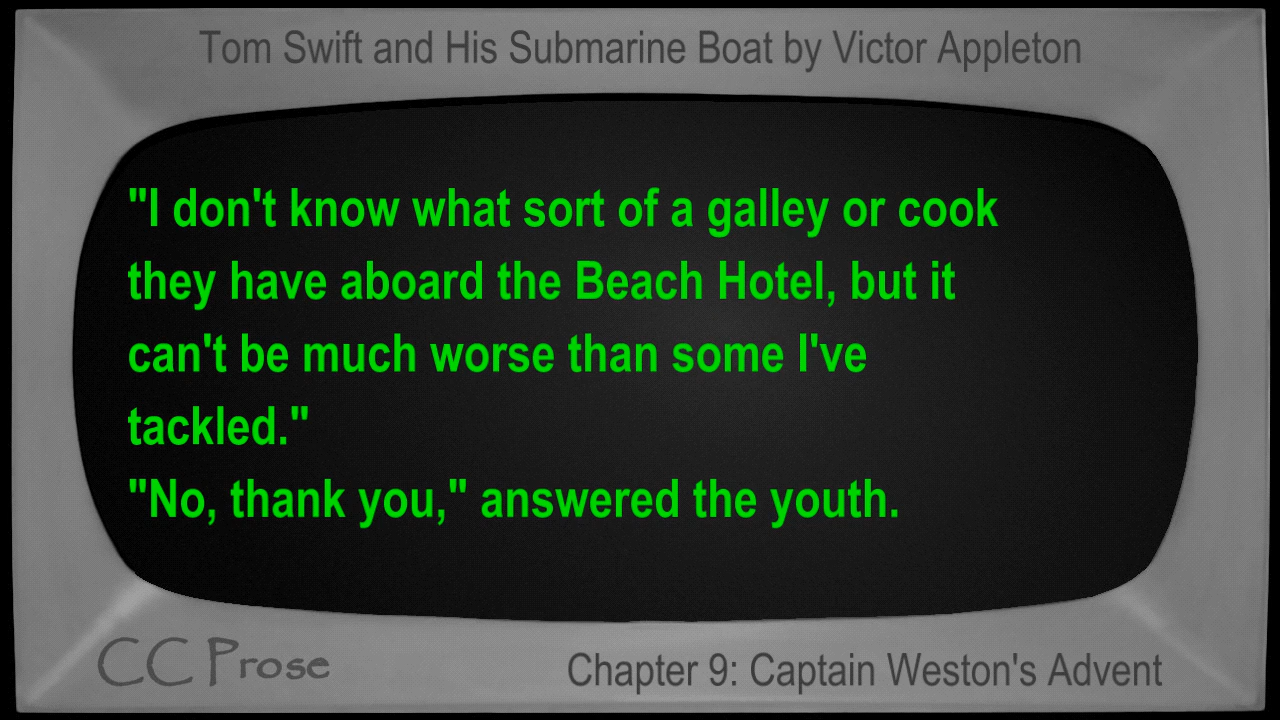 Tom Swift and His Submarine Boat by Victor Appleton
"I don't know what sort of a galley or cook
they have aboard the Beach Hotel, but it
can't be much worse than some I've
tackled."
"No, thank you," answered the youth.
CC Prose
Chapter 9: Captain Weston's Advent